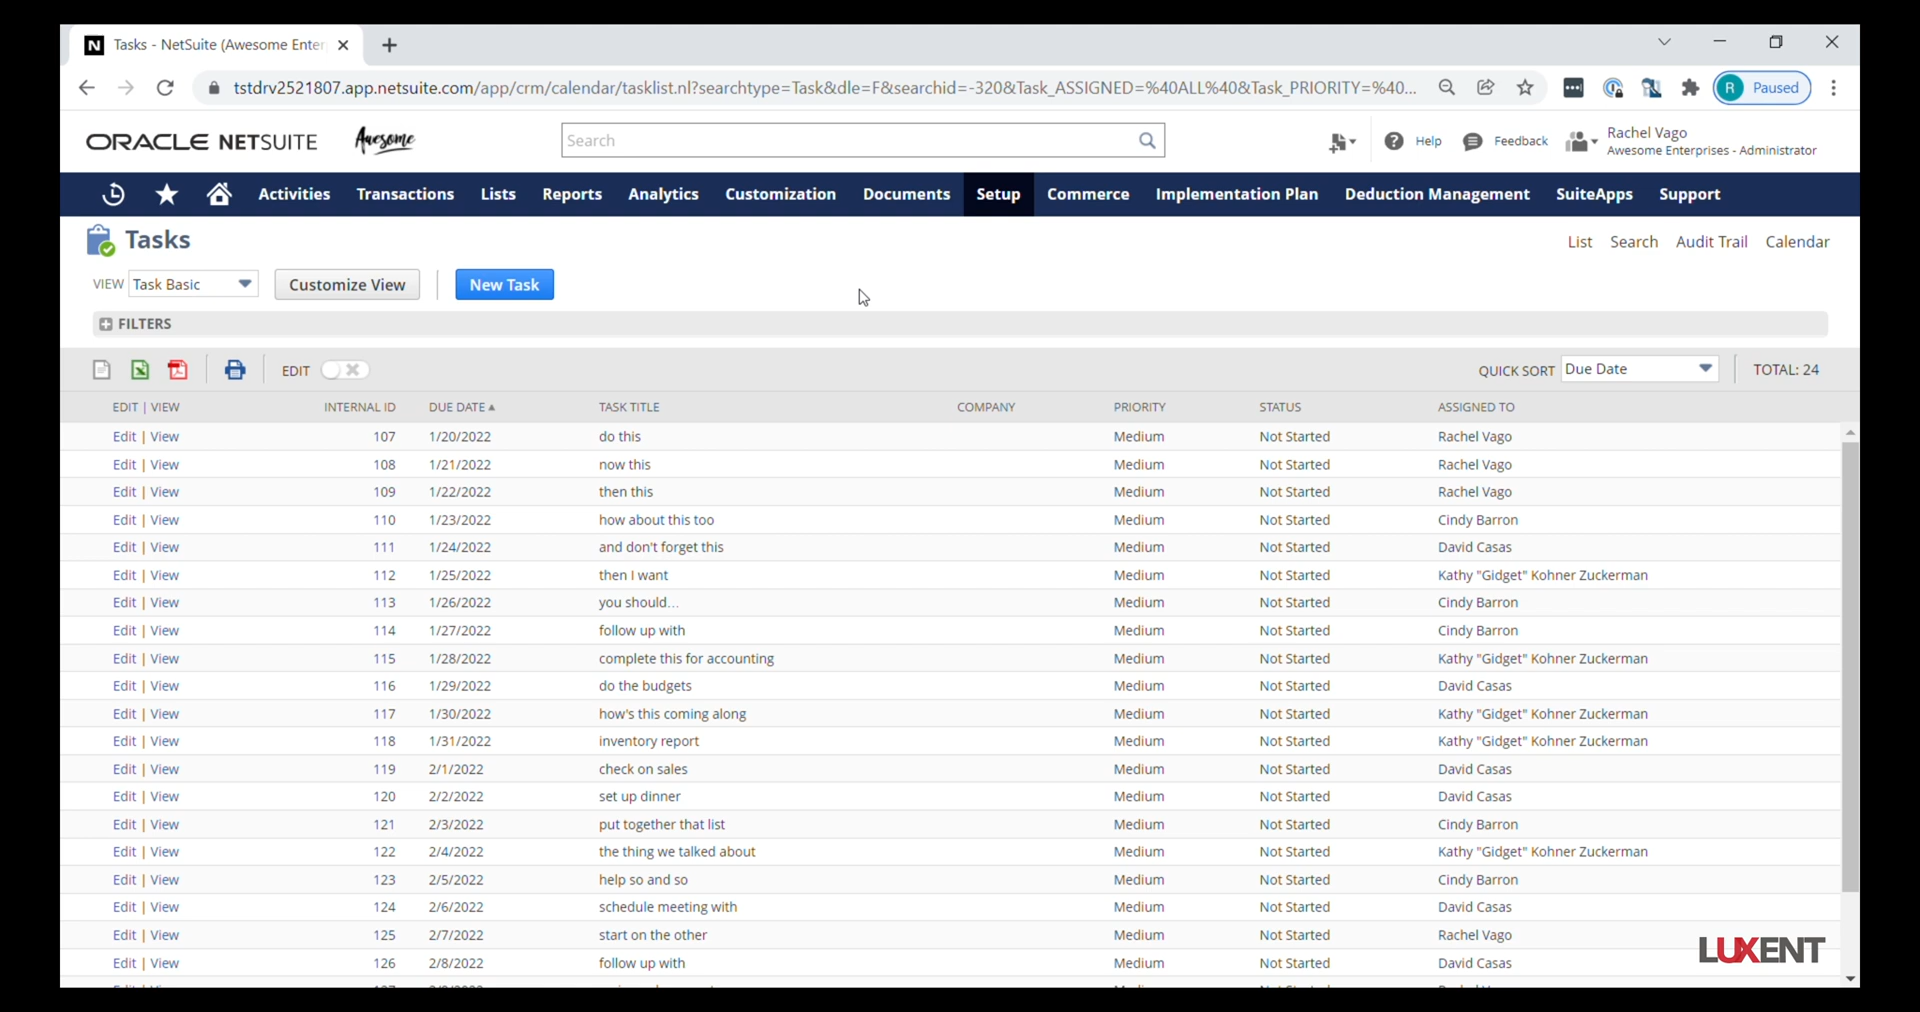 Tasks - NetSuite (Awesome Enter
tstdrv2521807.app.netsuite.com/app/crm/calendar/tasklist.nl?searchtype=Task&dle=F&searchid=-320&Task_ASSIGNED=%40ALL%40&Task_PRIORITY=%40...
R Paused
ORACLE NETSUITE Awesome Search Help Feedback Rachel Vago
Awesome Enterprises - Administrator
Activities Transactions Lists Reports Analytics Customization Documents Setup Commerce Implementation Plan Deduction Management SuiteApps Support
Tasks List Search Audit Trail Calendar
VIEW Task Basic Customize View New Task
FILTERS
EDIT QUICK SORT Due Date TOTAL: 24
EDIT | VIEW INTERNAL ID DUE DATE TASK TITLE COMPANY PRIORITY STATUS ASSIGNED TO
Edit | View 107 1/20/2022 do this Medium Not Started Rachel Vago
Edit | View 108 1/21/2022 now this Medium Not Started Rachel Vago
Edit | View 109 1/22/2022 then this Medium Not Started Rachel Vago
Edit | View 110 1/23/2022 how about this too Medium Not Started Cindy Barron
Edit | View 111 1/24/2022 and don't forget this Medium Not Started David Casas
Edit | View 112 1/25/2022 then I want Medium Not Started Kathy "Gidget" Kohner Zuckerman
Edit | View 113 1/26/2022 you should... Medium Not Started Cindy Barron
Edit | View 114 1/27/2022 follow up with Medium Not Started Cindy Barron
Edit | View 115 1/28/2022 complete this for accounting Medium Not Started Kathy "Gidget" Kohner Zuckerman
Edit | View 116 1/29/2022 do the budgets Medium Not Started David Casas
Edit | View 117 1/30/2022 how's this coming along Medium Not Started Kathy "Gidget" Kohner Zuckerman
Edit | View 118 1/31/2022 inventory report Medium Not Started Kathy "Gidget" Kohner Zuckerman
Edit | View 119 2/1/2022 check on sales Medium Not Started David Casas
Edit | View 120 2/2/2022 set up dinner Medium Not Started David Casas
Edit | View 121 2/3/2022 put together that list Medium Not Started Cindy Barron
Edit | View 122 2/4/2022 the thing we talked about Medium Not Started Kathy "Gidget" Kohner Zuckerman
Edit | View 123 2/5/2022 help so and so Medium Not Started Cindy Barron
Edit | View 124 2/6/2022 schedule meeting with Medium Not Started David Casas
Edit | View 125 2/7/2022 start on the other Medium Not Started Rachel Vago
Edit | View 126 2/8/2022 follow up with Medium Not Started David Casas
LUXENT